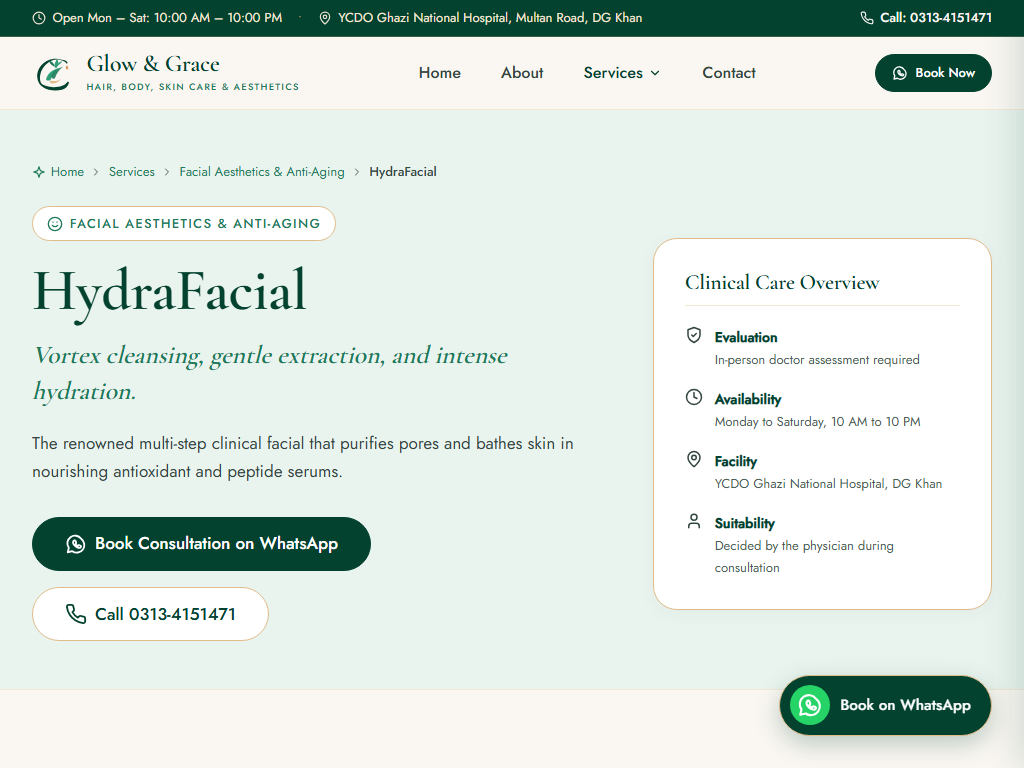 Open Mon – Sat: 10:00 AM – 10:00 PM · YCDO Ghazi National Hospital, Multan Road, DG Khan Call: 0313-4151471
Glow & Grace
HAIR, BODY, SKIN CARE & AESTHETICS
Home About Services Contact Book Now
Home > Services > Facial Aesthetics & Anti-Aging > HydraFacial
FACIAL AESTHETICS & ANTI-AGING
HydraFacial
Vortex cleansing, gentle extraction, and intense
hydration.
The renowned multi-step clinical facial that purifies pores and bathes skin in
nourishing antioxidant and peptide serums.
Book Consultation on WhatsApp
Call 0313-4151471
Clinical Care Overview
Evaluation
In-person doctor assessment required
Availability
Monday to Saturday, 10 AM to 10 PM
Facility
YCDO Ghazi National Hospital, DG Khan
Suitability
Decided by the physician during
consultation
Book on WhatsApp